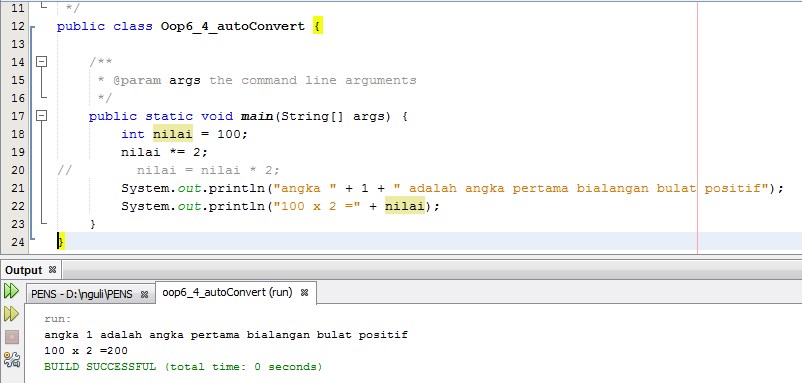 11 */
12 public class Oop6_4_autoConvert {
13
14 /**
15 * @param args the command line arguments
16 */
17 public static void main(String[] args) {
18 int nilai = 100;
19 nilai *= 2;
20 // nilai = nilai * 2;
21 System.out.println("angka " + 1 + " adalah angka pertama bialangan bulat positif");
22 System.out.println("100 x 2 =" + nilai);
23 }
24 }
Output
PENS - D:\nguli\PENS oop6_4_autoConvert (run)
run:
angka 1 adalah angka pertama bialangan bulat positif
100 x 2 =200
BUILD SUCCESSFUL (total time: 0 seconds)